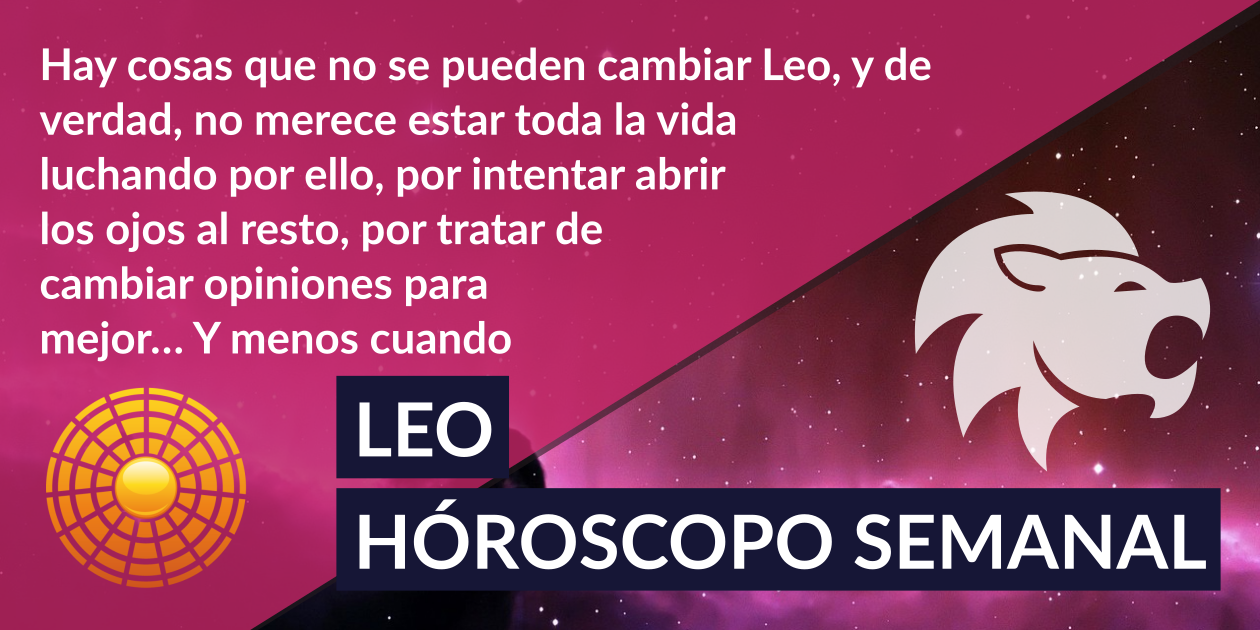 Hay cosas que no se pueden cambiar Leo, y de
verdad, no merece estar toda la vida
luchando por ello, por intentar abrir
los ojos al resto, por tratar de
cambiar opiniones para
mejor... Y menos cuando
LEO
HÓROSCOPO SEMANAL